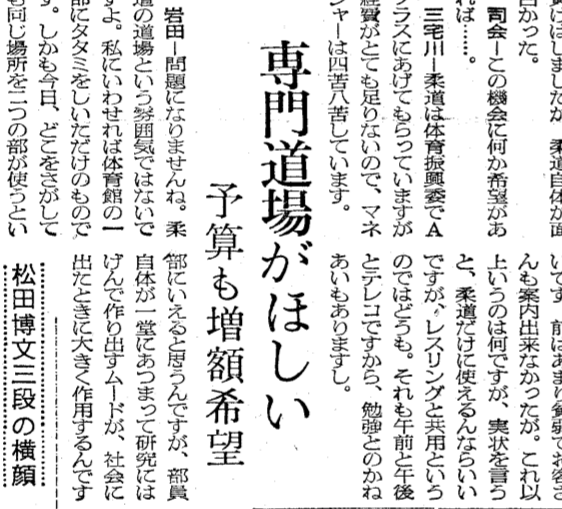 白かった。
司会―この機会に何か希望があ
れば……。
三宅川―柔道は体育振興委でA
クラスにあげてもらっていますが
経費がとても足りないので、マネ
ジャーは四苦八苦しています。
専門道場がほしい
予算も増額希望
岩田―問題になりませんね。柔
道の道場という雰囲気ではないで
すよ。私にいわせれば体育館の一
部にタタミをしいただけのもので
す。しかも今日、どこをさがして
も同じ場所を二つの部が使うとい
んも案内出来なかったが。これ以
上いうのは何ですが、実状を言う
と、柔道だけに使えるんならいい
ですが、レスリングと共用という
のではどうも。それも午前と午後
とテレコですから、勉強とのかね
あいもありますし。
部にいえると思うんですが、部員
自体が一堂にあつまって研究には
げんで作り出すムードが、社会に
出たときに大きく作用するんです
松田博文三段の横顔